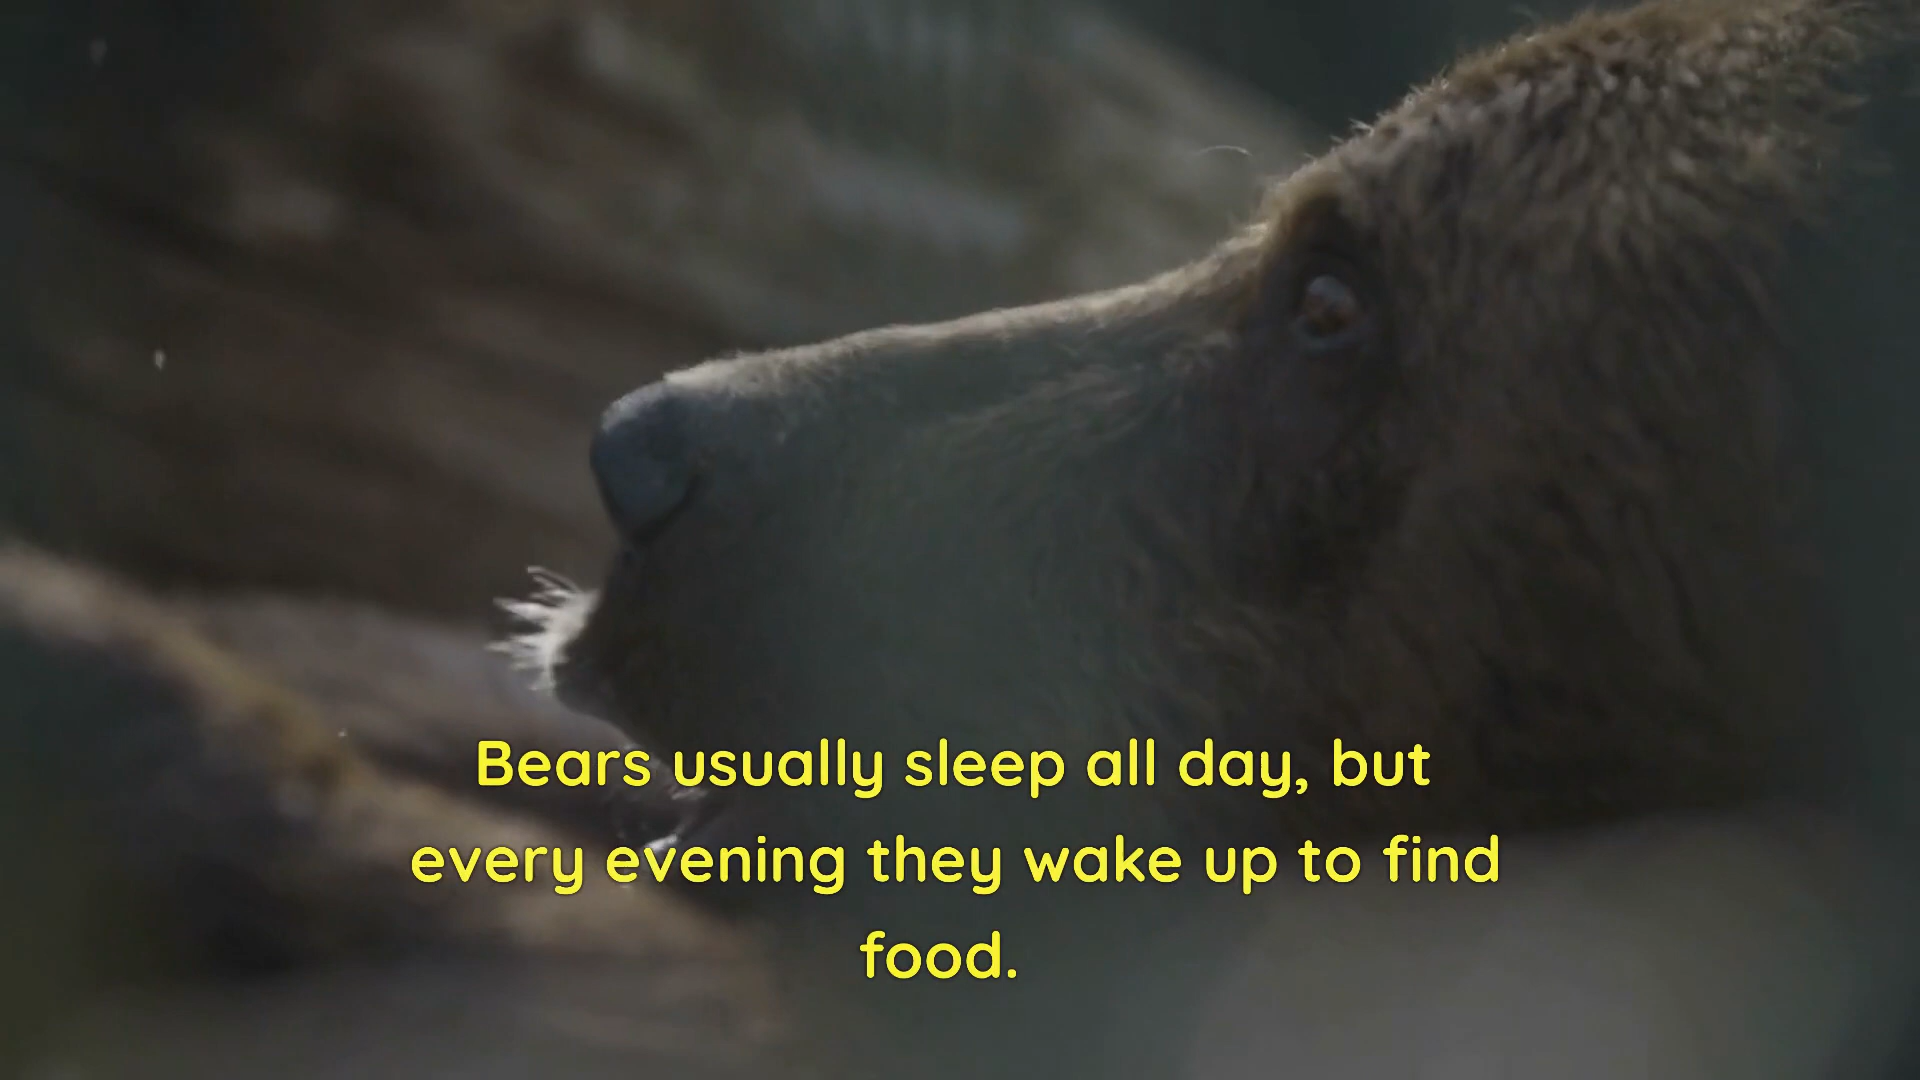 Bears usually sleep all day, but
every evening they wake up to find
food.